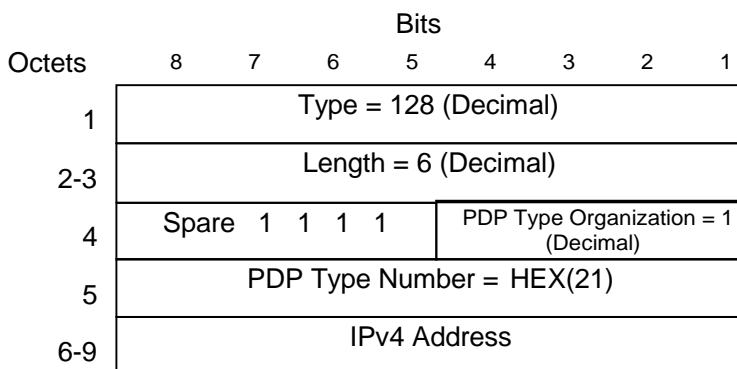 Bits
Octets 8 7 6 5 4 3 2 1
1 Type = 128 (Decimal)
2-3 Length = 6 (Decimal)
4 Spare 1 1 1 1 PDP Type Organization = 1
(Decimal)
5 PDP Type Number = HEX(21)
6-9 IPv4 Address